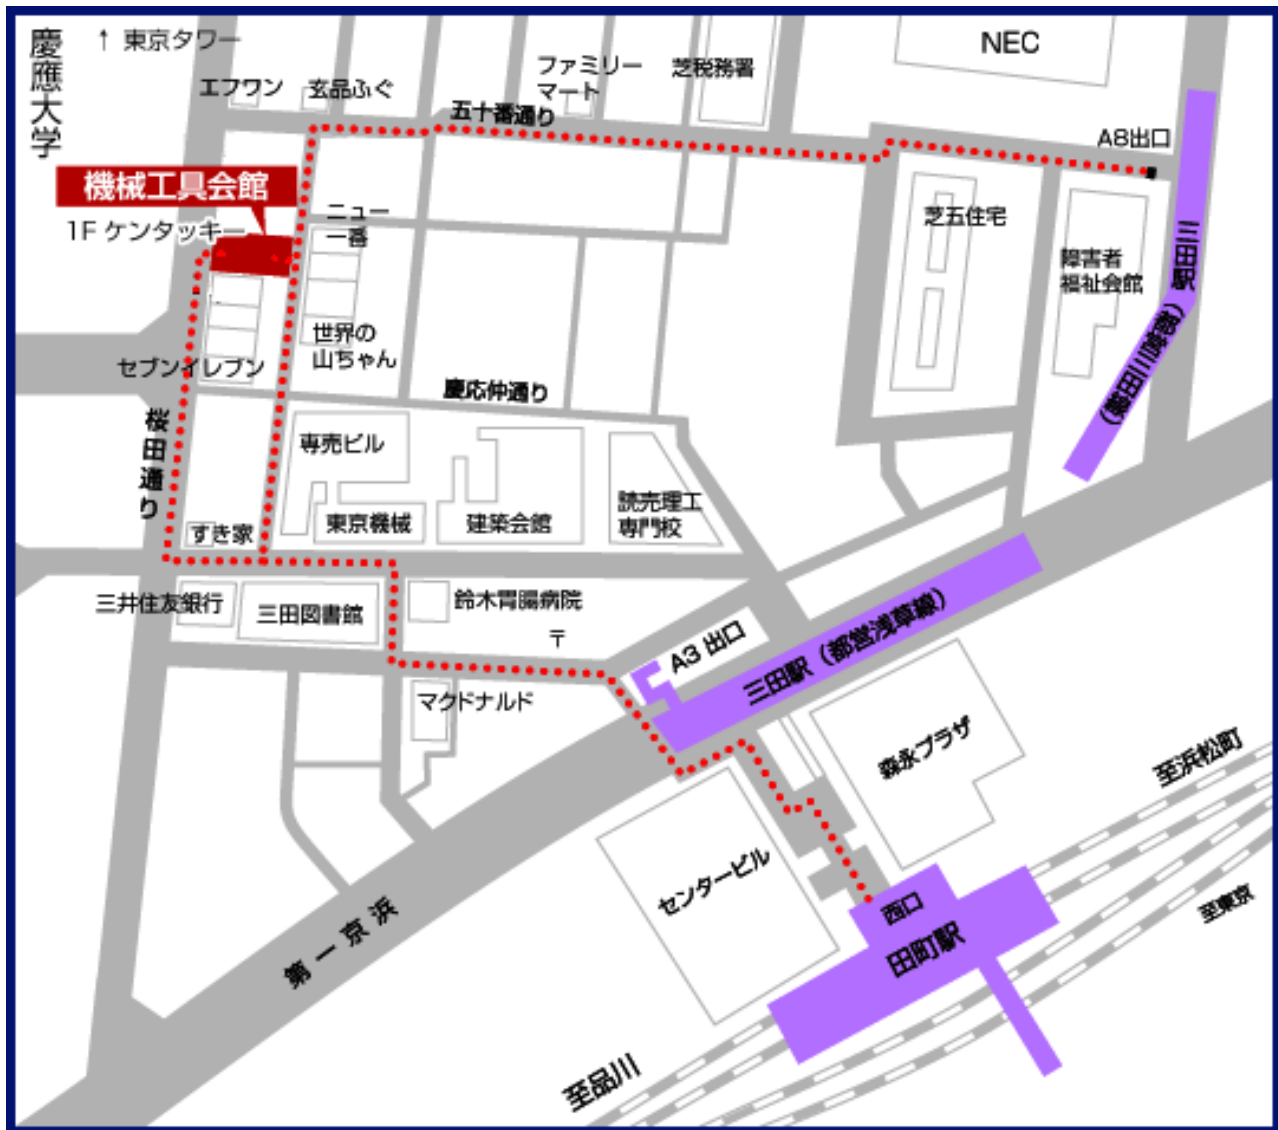 慶應大学
↑ 東京タワー
NEC
エフワン
玄品ふぐ
ファミリー
マート
芝税務署
五十番通り
A8出口
機械工具会館
1F ケンタッキー
ニュー
一番
芝五住宅
障害者
福祉会館
三田駅(都営三田線)
世界の
山ちゃん
セブンイレブン
慶応仲通り
桜田通り
専売ビル
東京機械
建築会館
読売理工
専門校
すき家
三井住友銀行
三田図書館
鈴木胃腸病院
〒
A3 出口
三田駅(都営浅草線)
マクドナルド
森永プラザ
至浜松町
センタービル
西口
田町駅
至東京
第一京浜
至品川